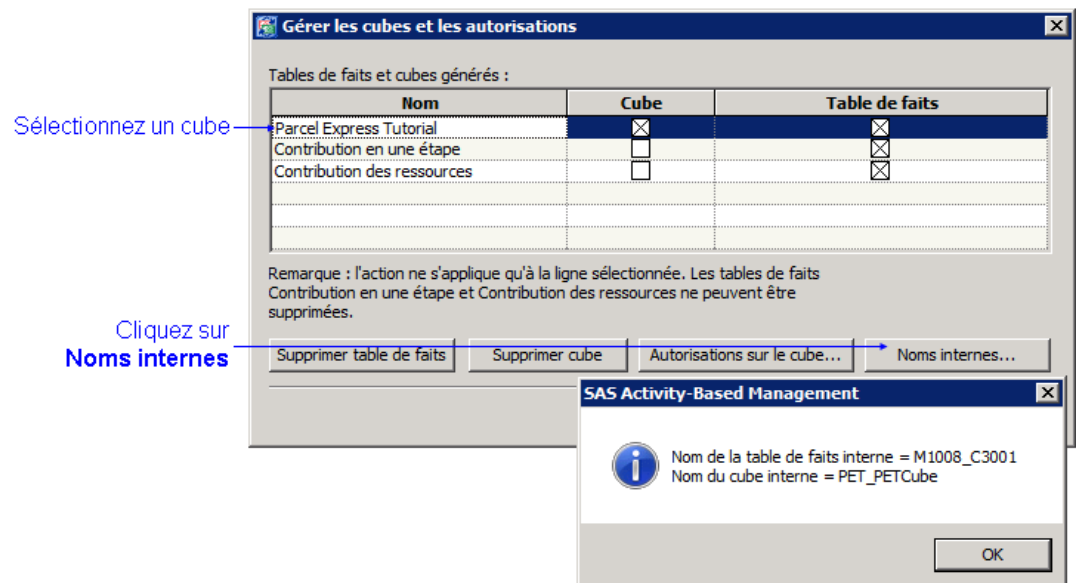 Gérer les cubes et les autorisations
Tables de faits et cubes générés :
Nom Cube Table de faits
Sélectionnez un cube
Parcel Express Tutorial
Contribution en une étape
Contribution des ressources
Remarque : l'action ne s'applique qu'à la ligne sélectionnée. Les tables de faits
Contribution en une étape et Contribution des ressources ne peuvent être
supprimées.
Cliquez sur
Noms internes
Supprimer table de faits Supprimer cube Autorisations sur le cube... Noms internes...
SAS Activity-Based Management
Nom de la table de faits interne = M1008_C3001
Nom du cube interne = PET_PETCube
OK